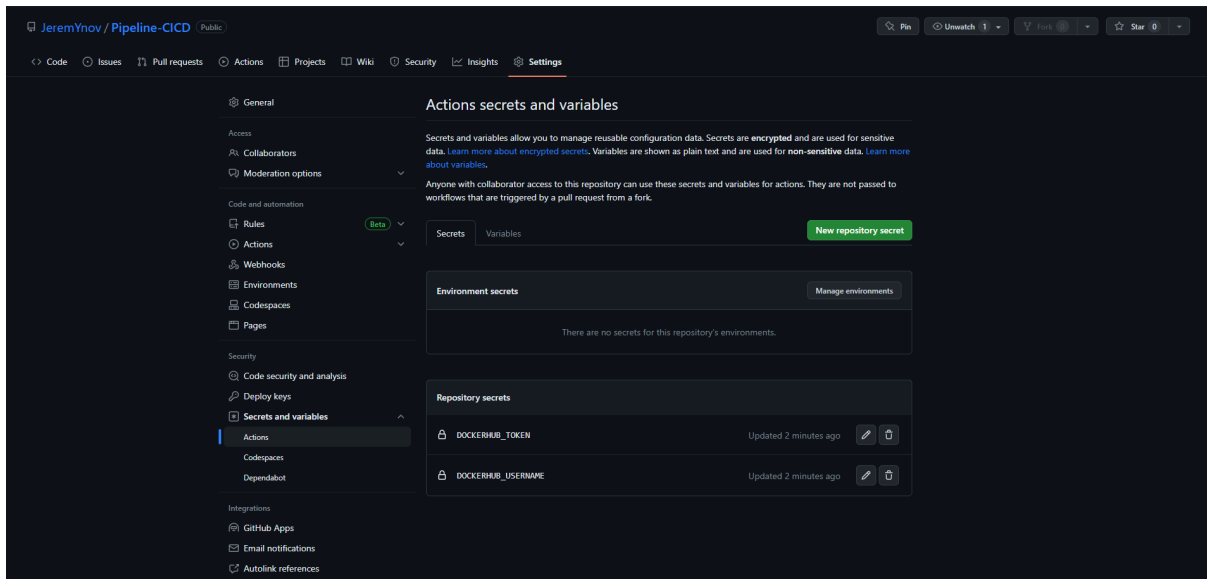 JeremYnov / Pipeline-CICD Public
Pin Unwatch 1 Fork Star 0
Code Issues Pull requests Actions Projects Wiki Security Insights Settings
General
Access
Collaborators
Moderation options
Code and automation
Rules Beta
Actions
Webhooks
Environments
Codespaces
Pages
Security
Code security and analysis
Deploy keys
Secrets and variables
Actions
Codespaces
Dependabot
Integrations
GitHub Apps
Email notifications
Autolink references
Actions secrets and variables
Secrets and variables allow you to manage reusable configuration data. Secrets are encrypted and are used for sensitive
data. Learn more about encrypted secrets. Variables are shown as plain text and are used for non-sensitive data. Learn more
about variables.
Anyone with collaborator access to this repository can use these secrets and variables for actions. They are not passed to
workflows that are triggered by a pull request from a fork.
Secrets Variables New repository secret
Environment secrets Manage environments
There are no secrets for this repository's environments.
Repository secrets
DOCKERHUB_TOKEN Updated 2 minutes ago
DOCKERHUB_USERNAME Updated 2 minutes ago